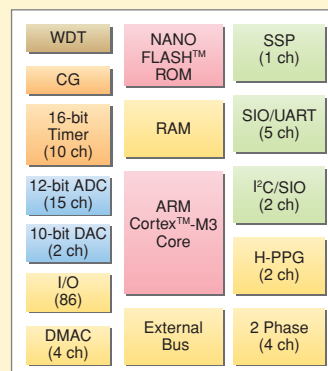 WDT
CG
16-bit
Timer
(10 ch)
12-bit ADC
(15 ch)
10-bit DAC
(2 ch)
I/O
(86)
DMAC
(4 ch)
NANO
FLASH™
ROM
RAM
ARM
Cortex™-M3
Core
External
Bus
SSP
(1 ch)
SIO/UART
(5 ch)
I²C/SIO
(2 ch)
H-PPG
(2 ch)
2 Phase
(4 ch)